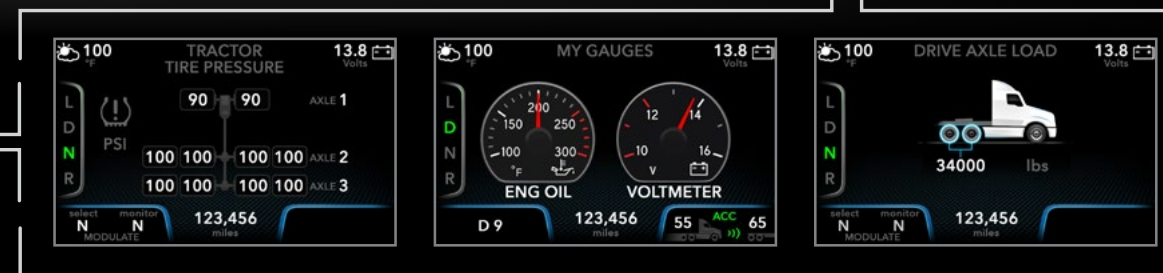 100 °F
TRACTOR
TIRE PRESSURE
13.8 Volts
L
D
N
R
PSI
90 90 AXLE 1
100 100 100 100 AXLE 2
100 100 100 100 AXLE 3
select N
monitor N
MODULATE
123,456
miles
100 °F
MY GAUGES
13.8 Volts
L
D
N
R
100 150 200 250 300
°F
ENG OIL
10 12 14 16
V
VOLTMETER
D 9
123,456
miles
55 ACC 65
100 °F
DRIVE AXLE LOAD
13.8 Volts
L
D
N
R
34000 lbs
select N
monitor N
MODULATE
123,456
miles